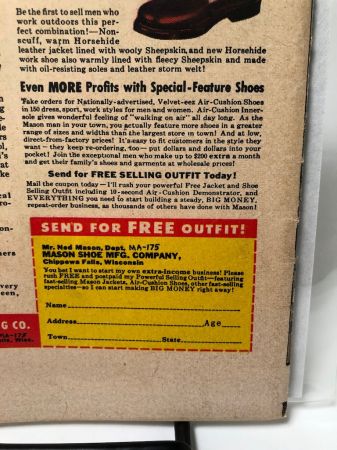 Be the first to sell men who
work outdoors this per-
fect combination!—Non-
scuff, warm Horsehide
leather jacket lined with wooly Sheepskin, and new Horsehide
work shoe also warmly lined with fleecy Sheepskin and made
with oil-resisting soles and leather storm welt!
Even MORE Profits with Special-Feature Shoes
Take orders for Nationally-advertised, Velvet-eez Air-Cushion Shoes
in 150 dress, sport, work styles for men and women. Air-Cushion Inner-
sole gives wonderful feeling of "walking on air" all day long. As the
Mason man in your town, you actually feature more shoes in a greater
range of sizes and widths than the largest store in town! And at low,
direct-from-factory prices! It's easy to fit customers in the style they
want — they keep re-ordering, too— put dollars and dollars into your
pocket! Join the exceptional men who make up to $200 extra a month
and get their family's shoes and garments at wholesale prices!
Send for FREE SELLING OUTFIT Today!
Mail the coupon today — I'll rush your powerful Free Jacket and Shoe
Selling Outfit including 10-second Air-Cushion Demonstrator, and
EVERYTHING you need to start building a steady, BIG MONEY,
repeat-order business, as thousands of others have done with Mason!
SEND FOR FREE OUTFIT!
Mr. Ned Mason, Dept. MA-175
MASON SHOE MFG. COMPANY,
Chippewa Falls, Wisconsin
You bet I want to start my own extra-income business! Please
rush FREE and postpaid my Powerful Selling Outfit—featuring
fast-selling Mason Jackets, Air-Cushion Shoes, other fast-selling
specialties—so I can start making BIG MONEY right away!
Name
Address Age
Town State
G CO.
MA-175
Wisc.